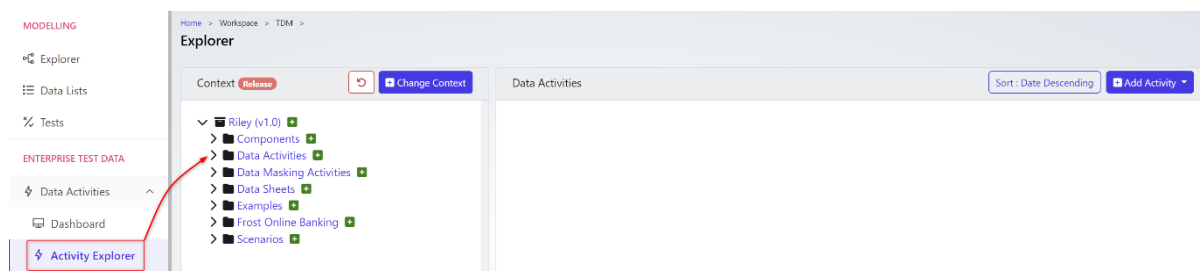 MODELLING
Explorer
Data Lists
Tests
ENTERPRISE TEST DATA
Data Activities
Dashboard
Activity Explorer
Home > Workspace > TDM >
Explorer
Context Release Change Context
Riley (v1.0)
Components
Data Activities
Data Masking Activities
Data Sheets
Examples
Frost Online Banking
Scenarios
Data Activities Sort : Date Descending Add Activity